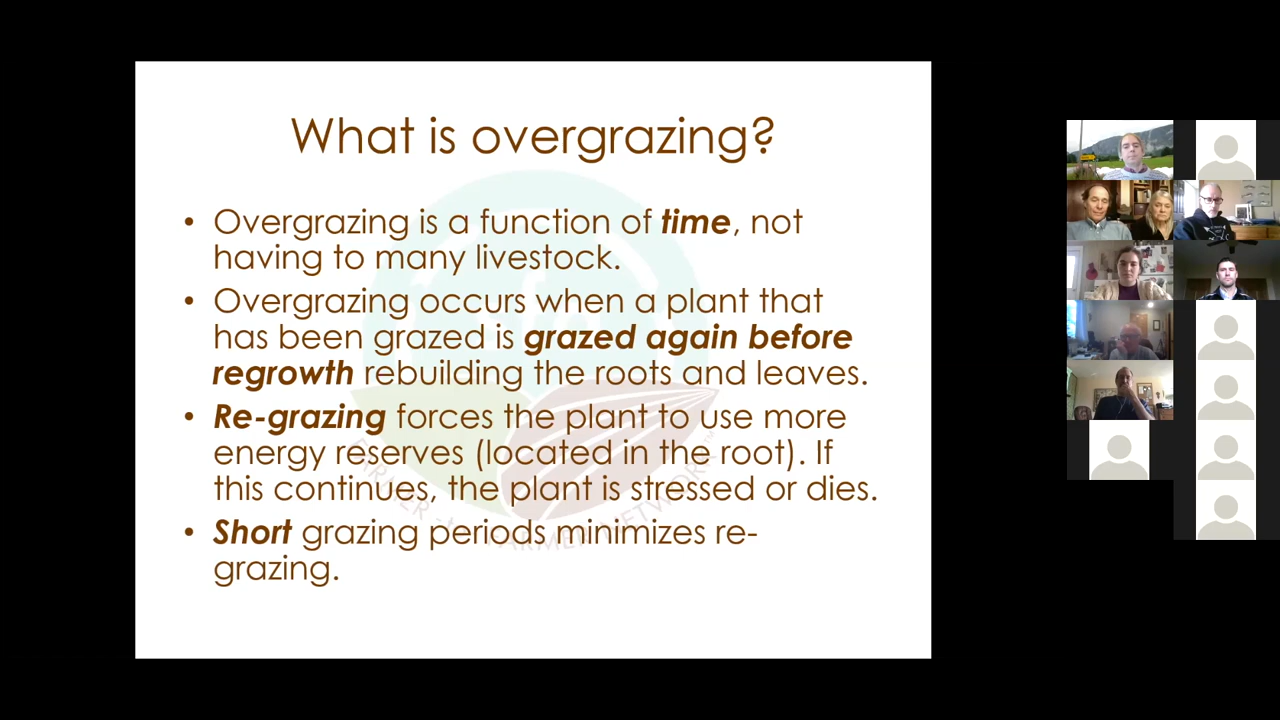 What is overgrazing?
• Overgrazing is a function of time, not
having to many livestock.
• Overgrazing occurs when a plant that
has been grazed is grazed again before
regrowth rebuilding the roots and leaves.
• Re-grazing forces the plant to use more
energy reserves (located in the root). If
this continues, the plant is stressed or dies.
• Short grazing periods minimizes re-
grazing.